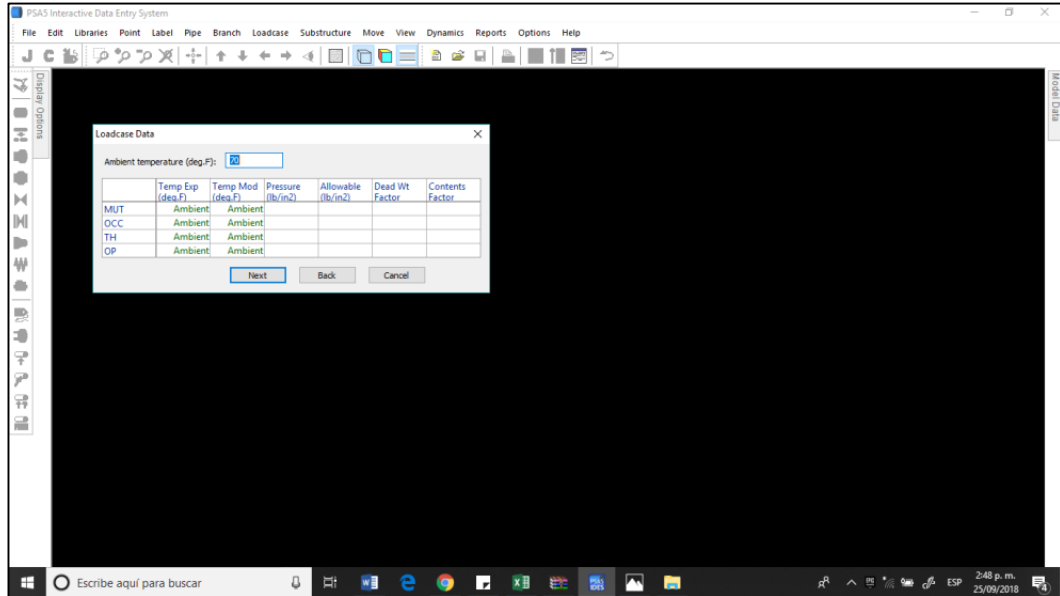 PSA5 Interactive Data Entry System
File Edit Libraries Point Label Pipe Branch Loadcase Substructure Move View Dynamics Reports Options Help
J C
Display Options
Model Data
Loadcase Data
Ambient temperature (deg.F): 70
Temp Exp (deg.F) Temp Mod (deg.F) Pressure (lb/in2) Allowable (lb/in2) Dead Wt Factor Contents Factor
MUT Ambient Ambient
OCC Ambient Ambient
TH Ambient Ambient
OP Ambient Ambient
Next Back Cancel
Escribe aquí para buscar
ESP
2:48 p. m.
25/09/2018